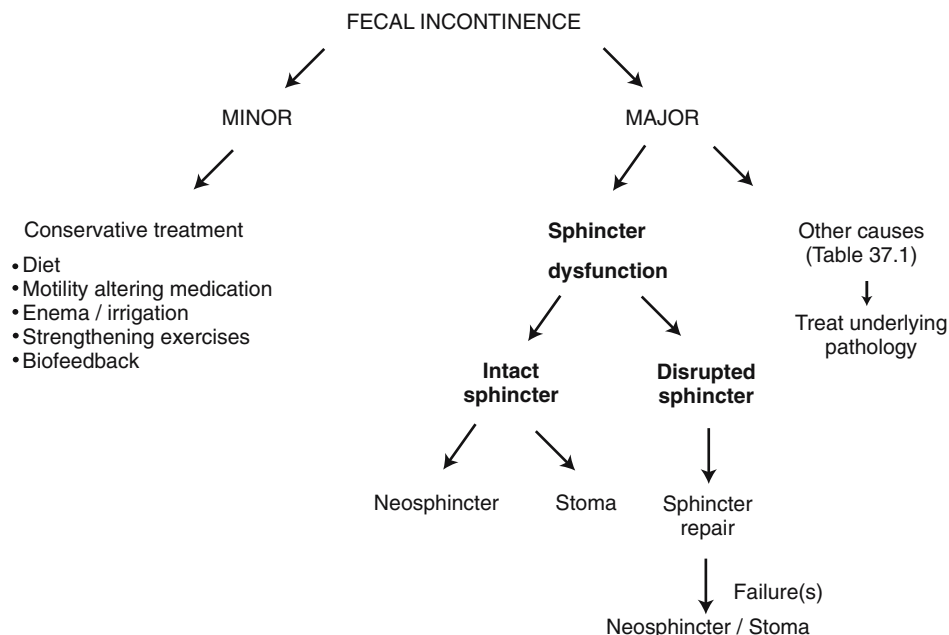 FECAL INCONTINENCE
MINOR
MAJOR
Conservative treatment
• Diet
• Motility altering medication
• Enema / irrigation
• Strengthening exercises
• Biofeedback
Sphincter
dysfunction
Other causes
(Table 37.1)
Treat underlying
pathology
Intact
sphincter
Disrupted
sphincter
Neosphincter
Stoma
Sphincter
repair
Failure(s)
Neosphincter / Stoma